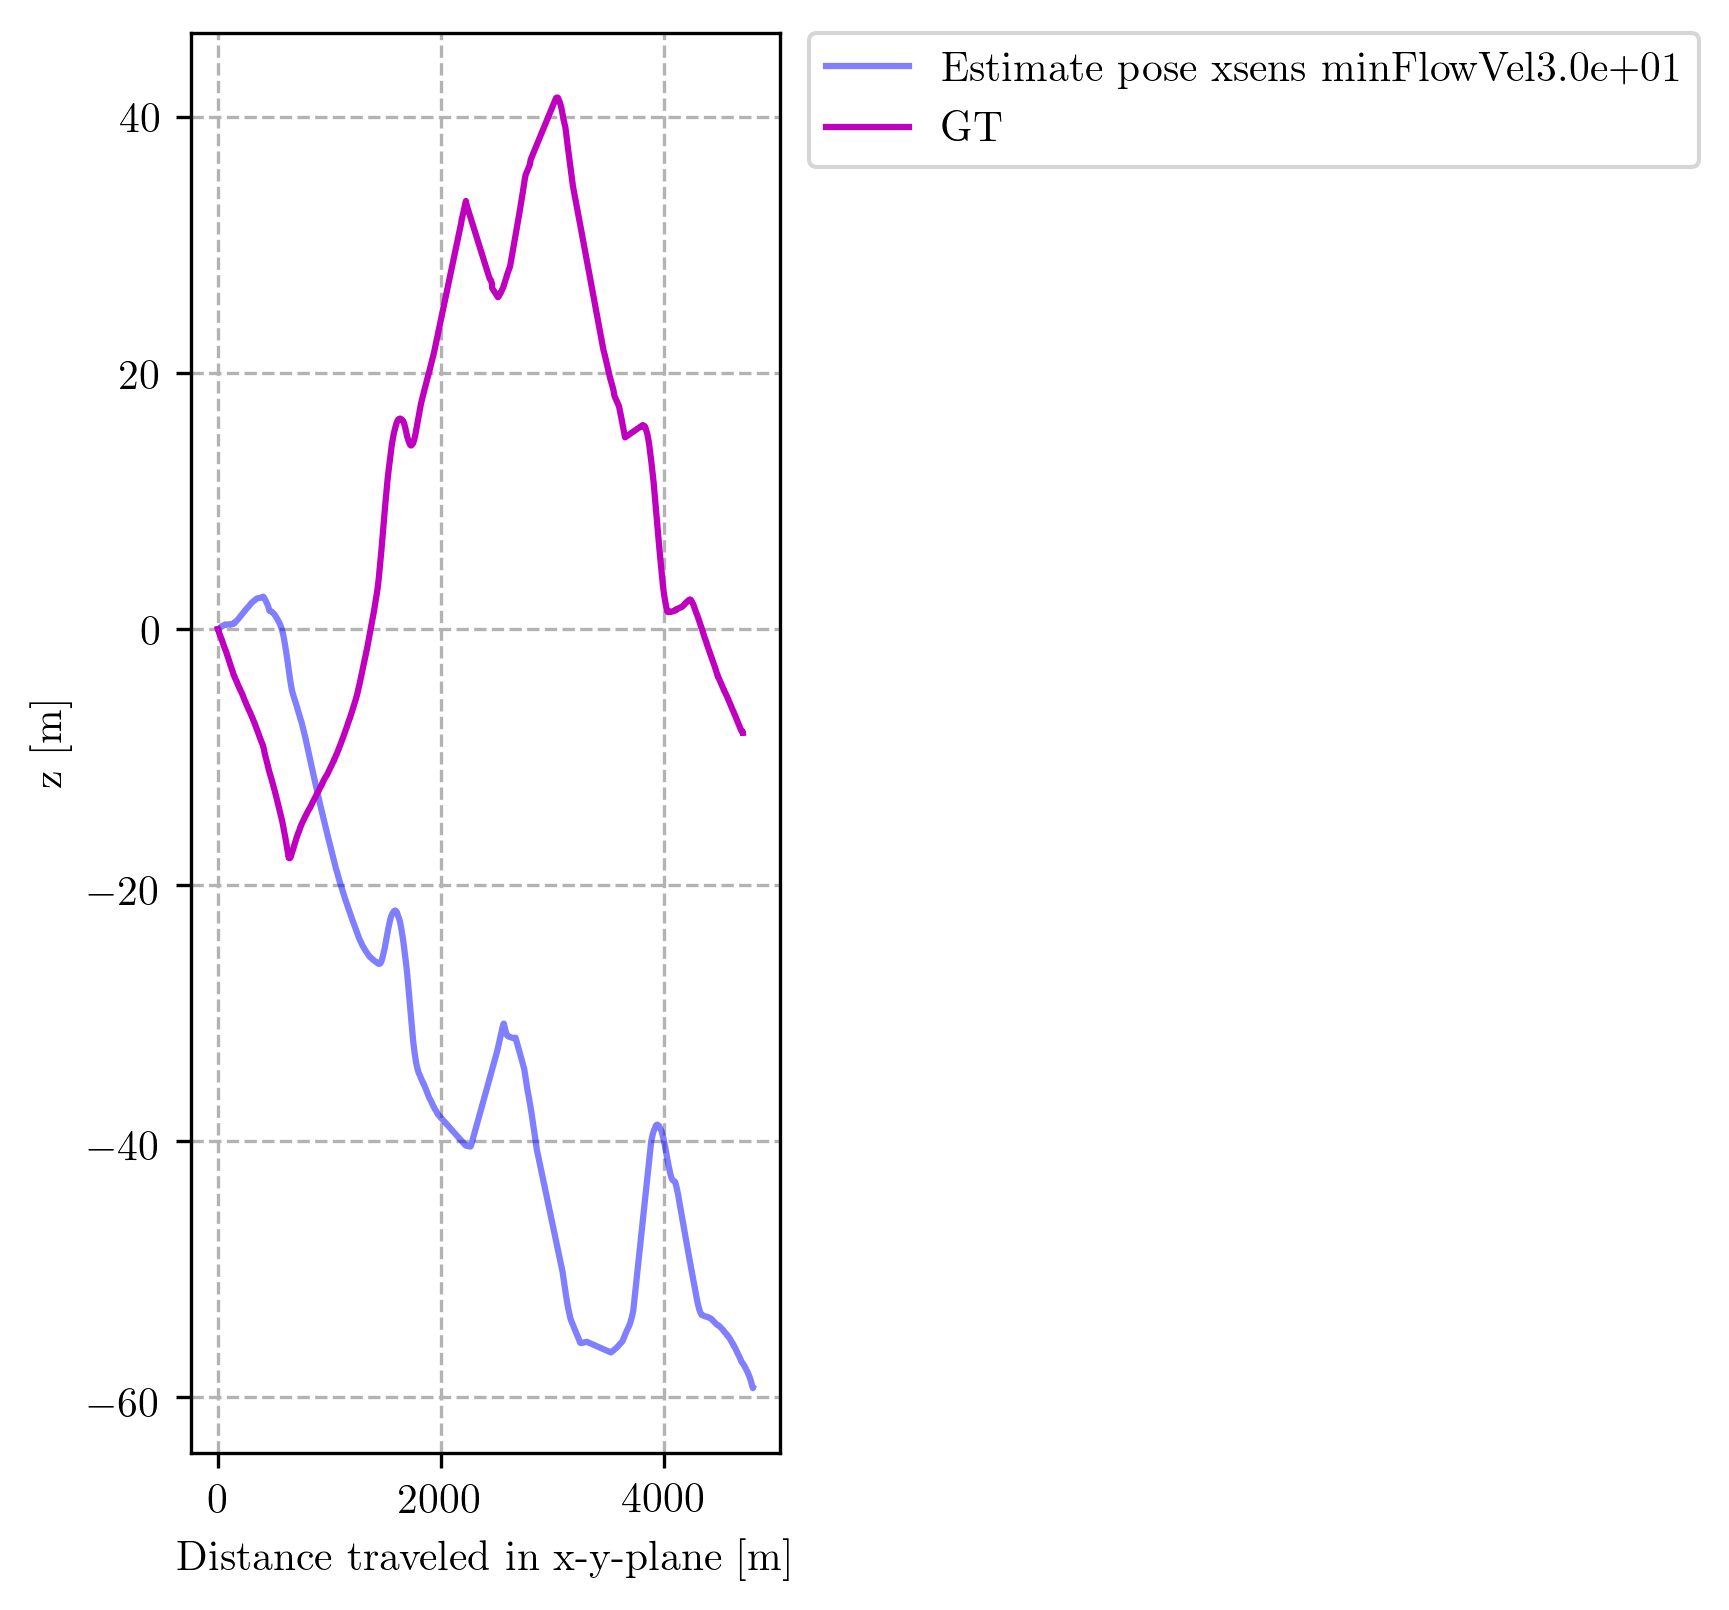 Estimate pose xsens minFlowVel3.0e+01
GT
40
20
0
−20
−40
−60
z [m]
0 2000 4000
Distance traveled in x-y-plane [m]